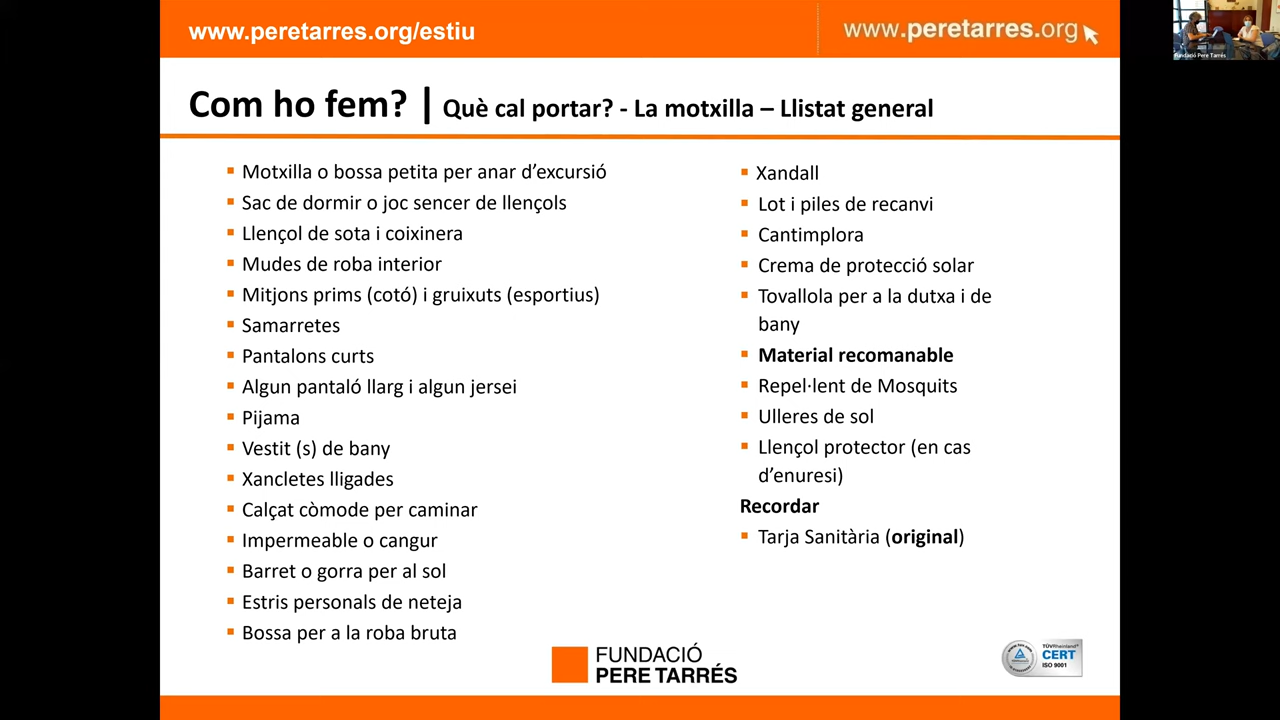 www.peretarres.org/estiu
www.peretarres.org
Fundació Pere Tarrés
Com ho fem? | Què cal portar? - La motxilla – Llistat general
Motxilla o bossa petita per anar d’excursió
Sac de dormir o joc sencer de llençols
Llençol de sota i coixinera
Mudes de roba interior
Mitjons prims (cotó) i gruixuts (esportius)
Samarretes
Pantalons curts
Algun pantaló llarg i algun jersei
Pijama
Vestit (s) de bany
Xancletes lligades
Calçat còmode per caminar
Impermeable o cangur
Barret o gorra per al sol
Estris personals de neteja
Bossa per a la roba bruta
Xandall
Lot i piles de recanvi
Cantimplora
Crema de protecció solar
Tovallola per a la dutxa i de
bany
Material recomanable
Repel·lent de Mosquits
Ulleres de sol
Llençol protector (en cas
d’enuresi)
Recordar
Tarja Sanitària (original)
FUNDACIÓ
PERE TARRÉS
TÜVRheinland
CERT
ISO 9001